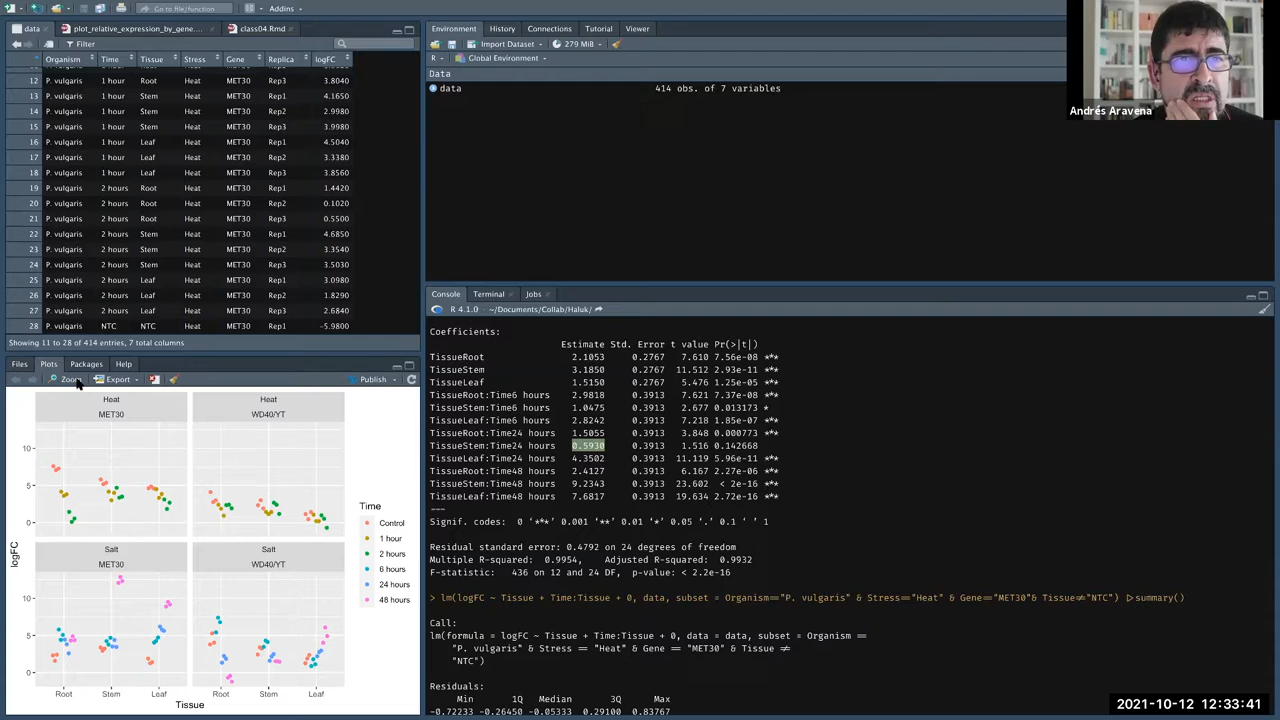 Go to file/function
Addins
data
plot_relative_expression_by_gene....
class04.Rmd
Filter
Organism Time Tissue Stress Gene Replica logFC
12 P. vulgaris 1 hour Root Heat MET30 Rep3 3.8040
13 P. vulgaris 1 hour Stem Heat MET30 Rep1 4.1650
14 P. vulgaris 1 hour Stem Heat MET30 Rep2 2.9980
15 P. vulgaris 1 hour Stem Heat MET30 Rep3 3.9980
16 P. vulgaris 1 hour Leaf Heat MET30 Rep1 4.5040
17 P. vulgaris 1 hour Leaf Heat MET30 Rep2 3.3380
18 P. vulgaris 1 hour Leaf Heat MET30 Rep3 3.8560
19 P. vulgaris 2 hours Root Heat MET30 Rep1 1.4420
20 P. vulgaris 2 hours Root Heat MET30 Rep2 0.1020
21 P. vulgaris 2 hours Root Heat MET30 Rep3 0.5500
22 P. vulgaris 2 hours Stem Heat MET30 Rep1 4.6850
23 P. vulgaris 2 hours Stem Heat MET30 Rep2 3.3540
24 P. vulgaris 2 hours Stem Heat MET30 Rep3 3.5030
25 P. vulgaris 2 hours Leaf Heat MET30 Rep1 3.0980
26 P. vulgaris 2 hours Leaf Heat MET30 Rep2 1.8290
27 P. vulgaris 2 hours Leaf Heat MET30 Rep3 2.6840
28 P. vulgaris NTC NTC Heat MET30 Rep1 −5.9800
Showing 11 to 28 of 414 entries, 7 total columns
Files Plots Packages Help
Zoom Export Publish
Heat Heat
MET30 WD40/YT
10
5
0
Salt Salt
MET30 WD40/YT
10
5
0
Root Stem Leaf Root Stem Leaf
Tissue
logFC
Time
Control
1 hour
2 hours
6 hours
24 hours
48 hours
Environment History Connections Tutorial Viewer
Import Dataset 279 MiB
R Global Environment
Data
data 414 obs. of 7 variables
Andrés Aravena
Console Terminal Jobs
R 4.1.0 · ~/Documents/Collab/Haluk/
Coefficients:
Estimate Std. Error t value Pr(>|t|)
TissueRoot 2.1053 0.2767 7.610 7.56e-08 ***
TissueStem 3.1850 0.2767 11.512 2.93e-11 ***
TissueLeaf 1.5150 0.2767 5.476 1.25e-05 ***
TissueRoot:Time6 hours 2.9818 0.3913 7.621 7.37e-08 ***
TissueStem:Time6 hours 1.0475 0.3913 2.677 0.013173 *
TissueLeaf:Time6 hours 2.8242 0.3913 7.218 1.85e-07 ***
TissueRoot:Time24 hours 1.5055 0.3913 3.848 0.000773 ***
TissueStem:Time24 hours 0.5930 0.3913 1.516 0.142668
TissueLeaf:Time24 hours 4.3502 0.3913 11.119 5.96e-11 ***
TissueRoot:Time48 hours 2.4127 0.3913 6.167 2.27e-06 ***
TissueStem:Time48 hours 9.2343 0.3913 23.602 < 2e-16 ***
TissueLeaf:Time48 hours 7.6817 0.3913 19.634 2.72e-16 ***
---
Signif. codes: 0 ‘***’ 0.001 ‘**’ 0.01 ‘*’ 0.05 ‘.’ 0.1 ‘ ’ 1
Residual standard error: 0.4792 on 24 degrees of freedom
Multiple R-squared: 0.9954, Adjusted R-squared: 0.9932
F-statistic: 436 on 12 and 24 DF, p-value: < 2.2e-16
> lm(logFC ~ Tissue + Time:Tissue + 0, data, subset = Organism=="P. vulgaris" & Stress=="Heat" & Gene=="MET30"& Tissue≠"NTC") |>summary()
Call:
lm(formula = logFC ~ Tissue + Time:Tissue + 0, data = data, subset = Organism ==
"P. vulgaris" & Stress == "Heat" & Gene == "MET30" & Tissue ≠
"NTC")
Residuals:
Min 1Q Median 3Q Max
-0.72233 -0.26450 -0.05333 0.29100 0.83767
2021-10-12 12:33:41